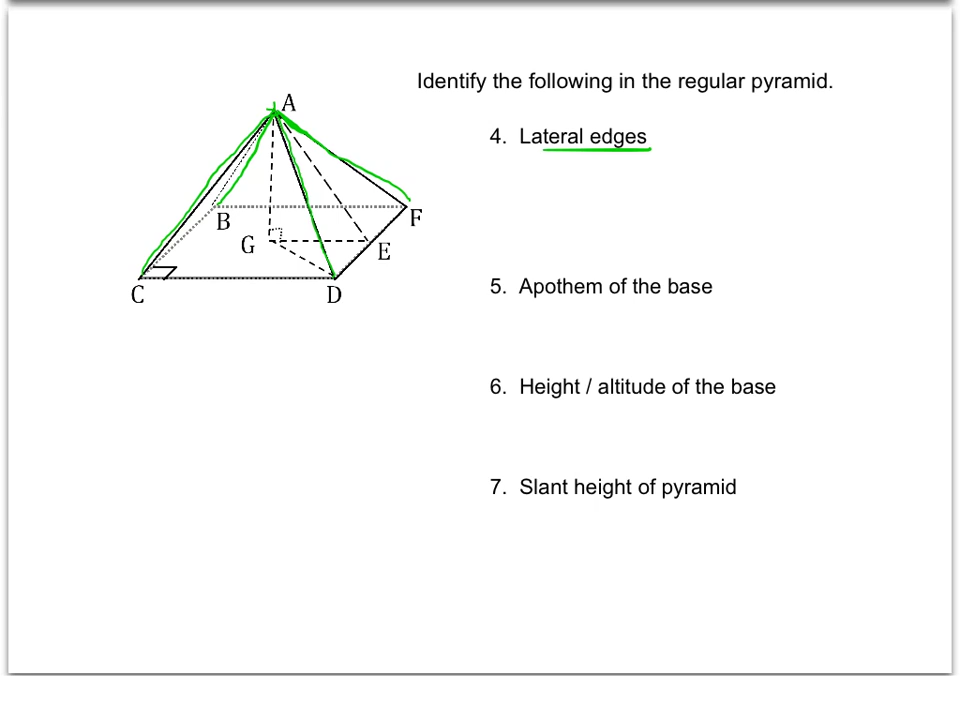 Identify the following in the regular pyramid.
A
4. Lateral edges
B
F
G
E
C
D
5. Apothem of the base
6. Height / altitude of the base
7. Slant height of pyramid